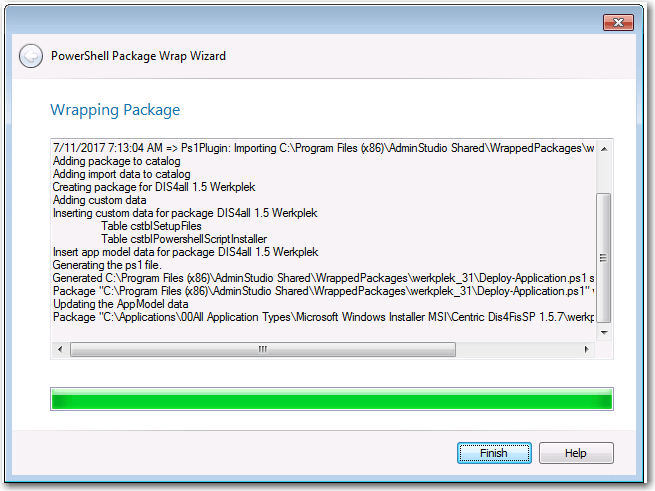 PowerShell Package Wrap Wizard
Wrapping Package
7/11/2017 7:13:04 AM => Ps1Plugin: Importing C:\Program Files (x86)\AdminStudio Shared\WrappedPackages\w
Adding package to catalog
Adding import data to catalog
Creating package for DIS4all 1.5 Werkplek
Adding custom data
Inserting custom data for package DIS4all 1.5 Werkplek
Table cstblSetupFiles
Table cstblPowershellScriptInstaller
Insert app model data for package DIS4all 1.5 Werkplek
Generating the ps1 file.
Generated C:\Program Files (x86)\AdminStudio Shared\WrappedPackages\werkplek_31\Deploy-Application.ps1 s
Package "C:\Program Files (x86)\AdminStudio Shared\WrappedPackages\werkplek_31\Deploy-Application.ps1"
Updating the AppModel data
Package "C:\Applications\00All Application Types\Microsoft Windows Installer MSI\Centric Dis4FisSP 1.5.7\werkp
Finish
Help